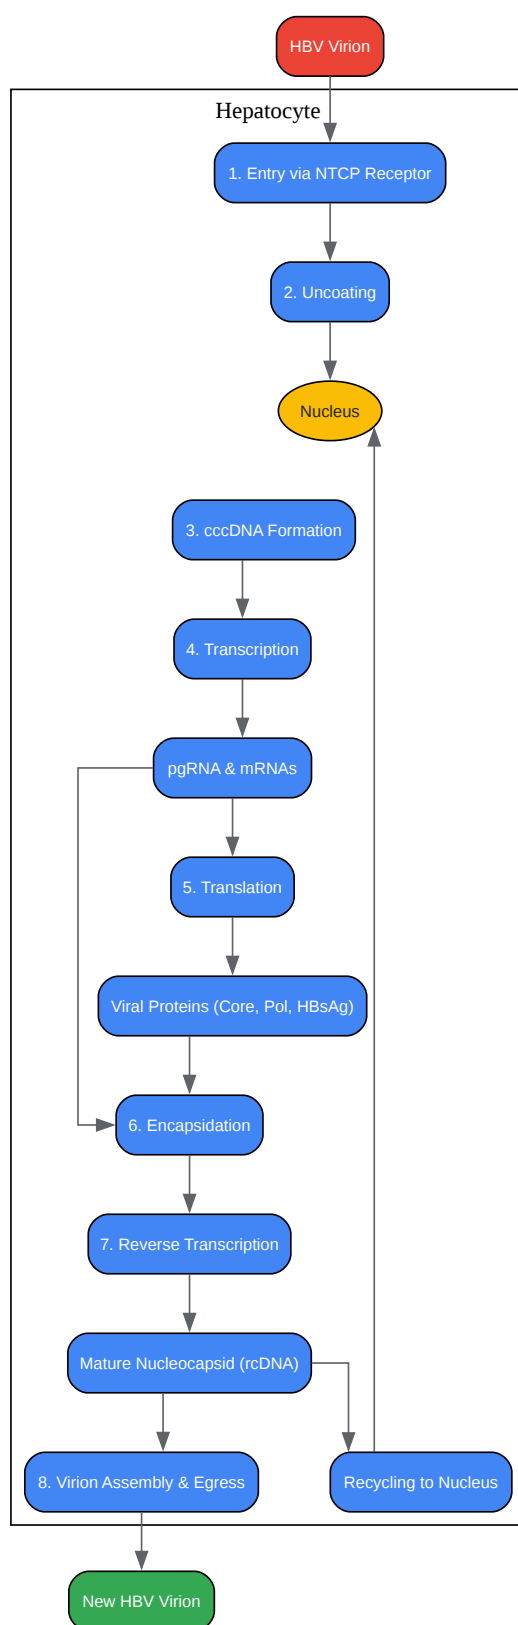 HBV Virion
Hepatocyte
1. Entry via NTCP Receptor
2. Uncoating
Nucleus
3. cccDNA Formation
4. Transcription
pgRNA & mRNAs
5. Translation
Viral Proteins (Core, Pol, HBsAg)
6. Encapsidation
7. Reverse Transcription
Mature Nucleocapsid (rcDNA)
8. Virion Assembly & Egress
Recycling to Nucleus
New HBV Virion